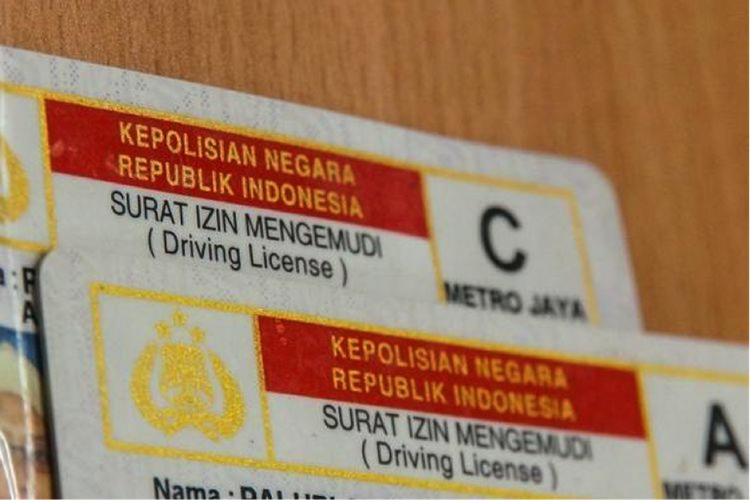 KEPOLISIAN NEGARA
REPUBLIK INDONESIA
SURAT IZIN MENGEMUDI
( Driving License )
C
METRO JAYA
KEPOLISIAN NEGARA
REPUBLIK INDONESIA
SURAT IZIN MENGEMUDI
( Driving License )
A
METRO
Nama :